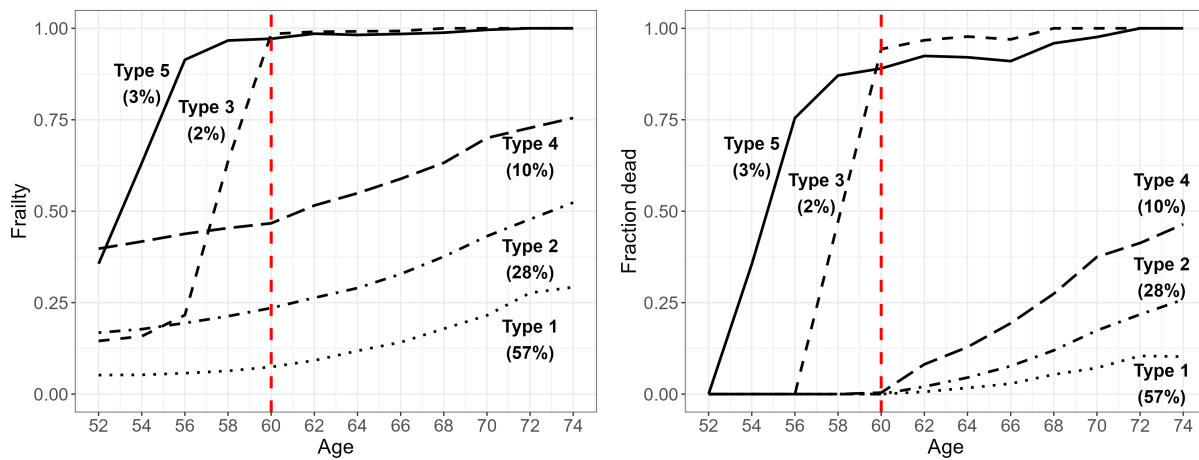 1.00
0.75
0.50
0.25
0.00
Frailty
Type 5
(3%)
Type 3
(2%)
Type 4
(10%)
Type 2
(28%)
Type 1
(57%)
52 54 56 58 60 62 64 66 68 70 72 74
Age
1.00
0.75
0.50
0.25
0.00
Fraction dead
Type 5
(3%)
Type 3
(2%)
Type 4
(10%)
Type 2
(28%)
Type 1
(57%)
52 54 56 58 60 62 64 66 68 70 72 74
Age